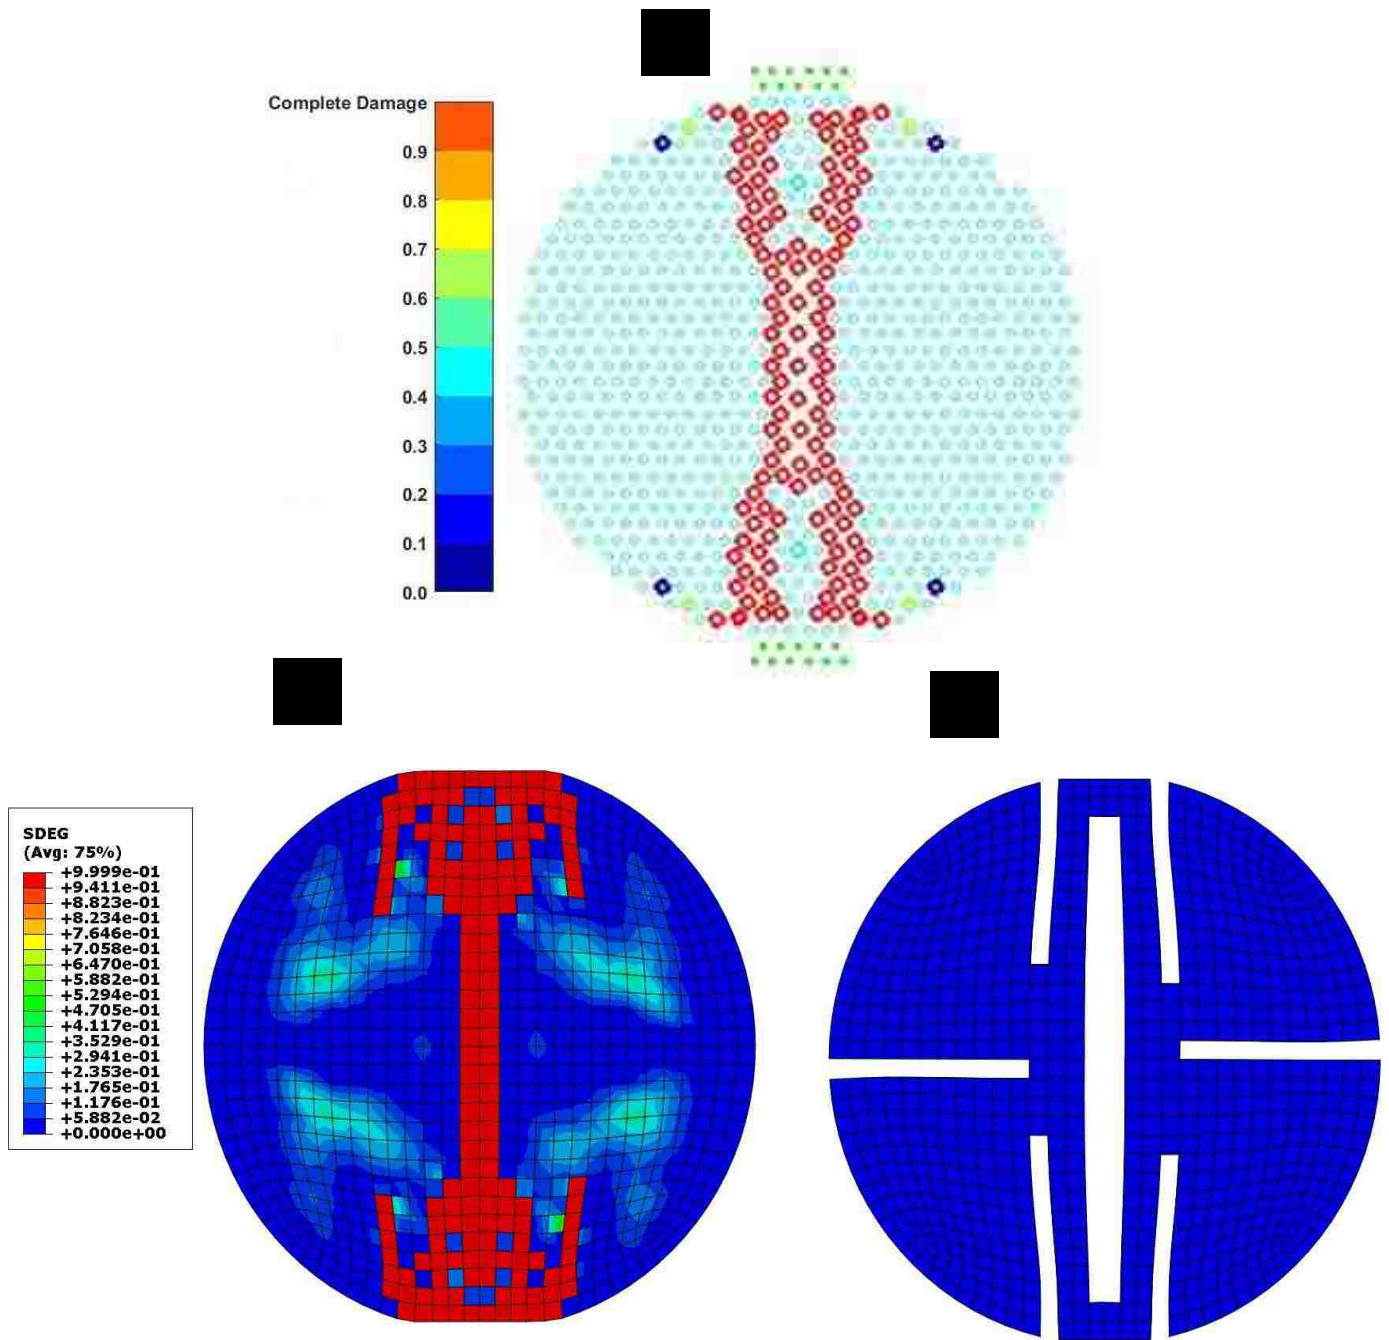 Complete Damage
0.9
0.8
0.7
0.6
0.5
0.4
0.3
0.2
0.1
0.0
SDEG
(Avg: 75%)
+9.999e-01
+9.411e-01
+8.823e-01
+8.234e-01
+7.646e-01
+7.058e-01
+6.470e-01
+5.882e-01
+5.294e-01
+4.705e-01
+4.117e-01
+3.529e-01
+2.941e-01
+2.353e-01
+1.765e-01
+1.176e-01
+5.882e-02
+0.000e+00